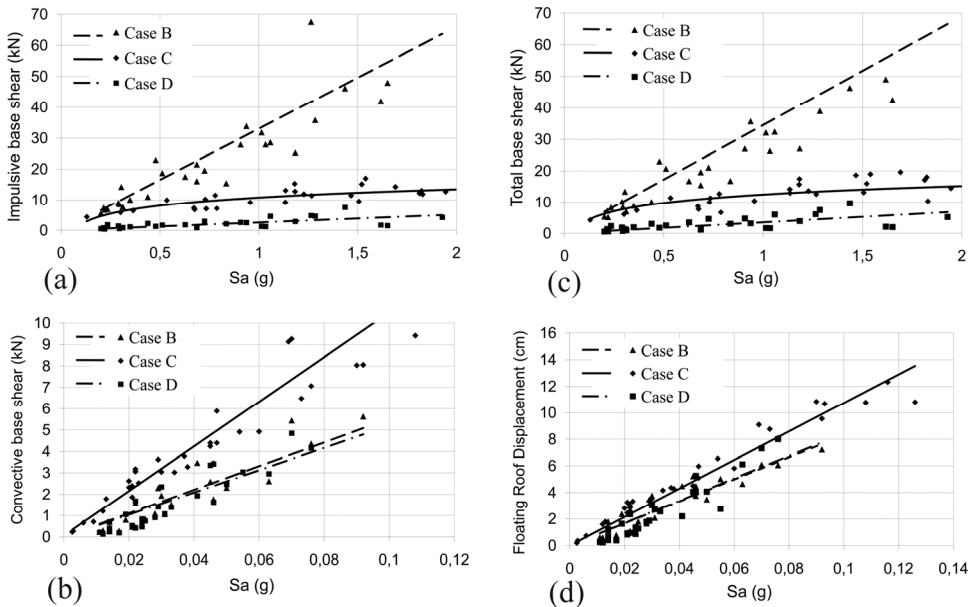 Impulsive base shear (kN)
70
60
50
40
30
20
10
0
Case B
Case C
Case D
0
0,5
1
1,5
2
Sa (g)
(a)
Total base shear (kN)
70
60
50
40
30
20
10
0
Case B
Case C
Case D
0
0,5
1
1,5
2
Sa (g)
(c)
Convective base shear (kN)
10
9
8
7
6
5
4
3
2
1
0
Case B
Case C
Case D
0
0,02
0,04
0,06
0,08
0,1
0,12
Sa (g)
(b)
Floating Roof Displacement (cm)
16
14
12
10
8
6
4
2
0
Case B
Case C
Case D
0
0,02
0,04
0,06
0,08
0,1
0,12
0,14
Sa (g)
(d)